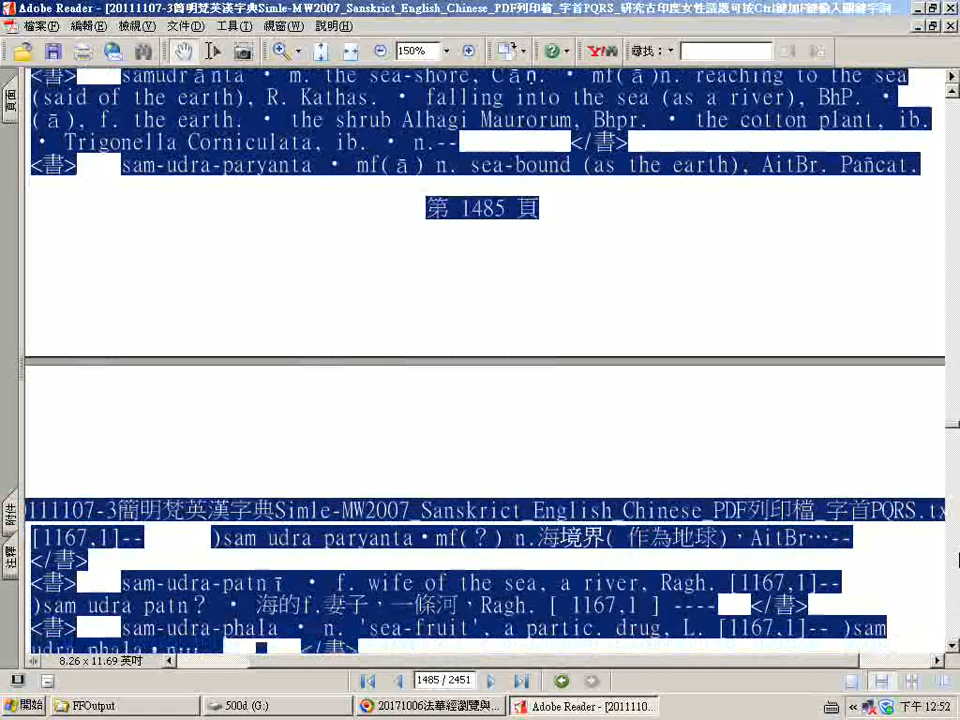 Adobe Reader - [20111107-3簡明梵英漢字典Simle-MW2007_Sanskrict_English_Chinese_PDF列印檔_字首PQRS_研究古印度女性議題可按Ctrl鍵加F鍵輸入關鍵字詞
檔案(F) 編輯(E) 檢視(V) 文件(D) 工具(T) 視窗(W) 說明(H)
150% Y! 尋找:
頁面
<書> samudrānta • m. the sea-shore, Cāṇ. • mf(ā)n. reaching to the sea
(said of the earth), R. Kathas. • falling into the sea (as a river), BhP. •
(ā), f. the earth. • the shrub Alhagi Maurorum, Bhpr. • the cotton plant, ib.
• Trigonella Corniculata, ib. • n.-- </書>
<書> sam-udra-paryanta • mf(ā) n. sea-bound (as the earth), AitBr. Pañcat.
第 1485 頁
111107-3簡明梵英漢字典Simle-MW2007_Sanskrict_English_Chinese_PDF列印檔_字首PQRS.tx
[1167,1]-- )sam udra paryanta•mf(?) n.海境界( 作為地球)，AitBr…--
</書>
<書> sam-udra-patnī • f. wife of the sea, a river, Ragh. [1167,1]--
)sam udra patn? • 海的f.妻子，一條河，Ragh. [ 1167,1 ] ---- </書>
<書> sam-udra-phala • n. 'sea-fruit', a partic. drug, L. [1167,1]-- )sam
udra phala•n… </書>
附件
注釋
8.26 x 11.69 英吋
1485 / 2451
開始 FFOutput 500d (G:) 20171006法華經瀏覽與... Adobe Reader - [2011110... 下午 12:52